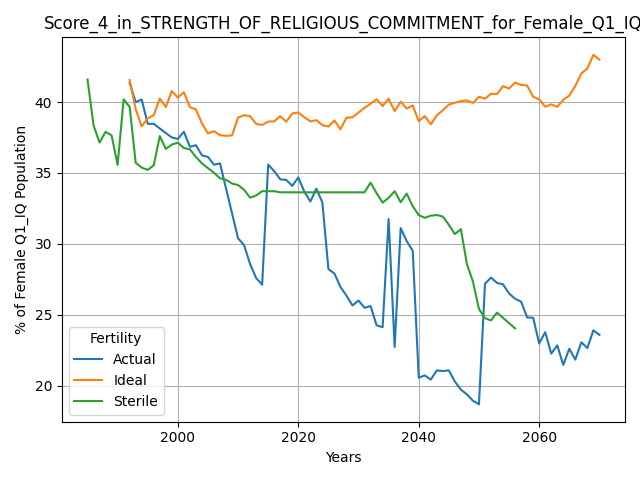 Score_4_in_STRENGTH_OF_RELIGIOUS_COMMITMENT_for_Female_Q1_IQ
% of Female Q1_IQ Population
40
35
30
25
20
Fertility
Actual
Ideal
Sterile
2000
2020
2040
2060
Years